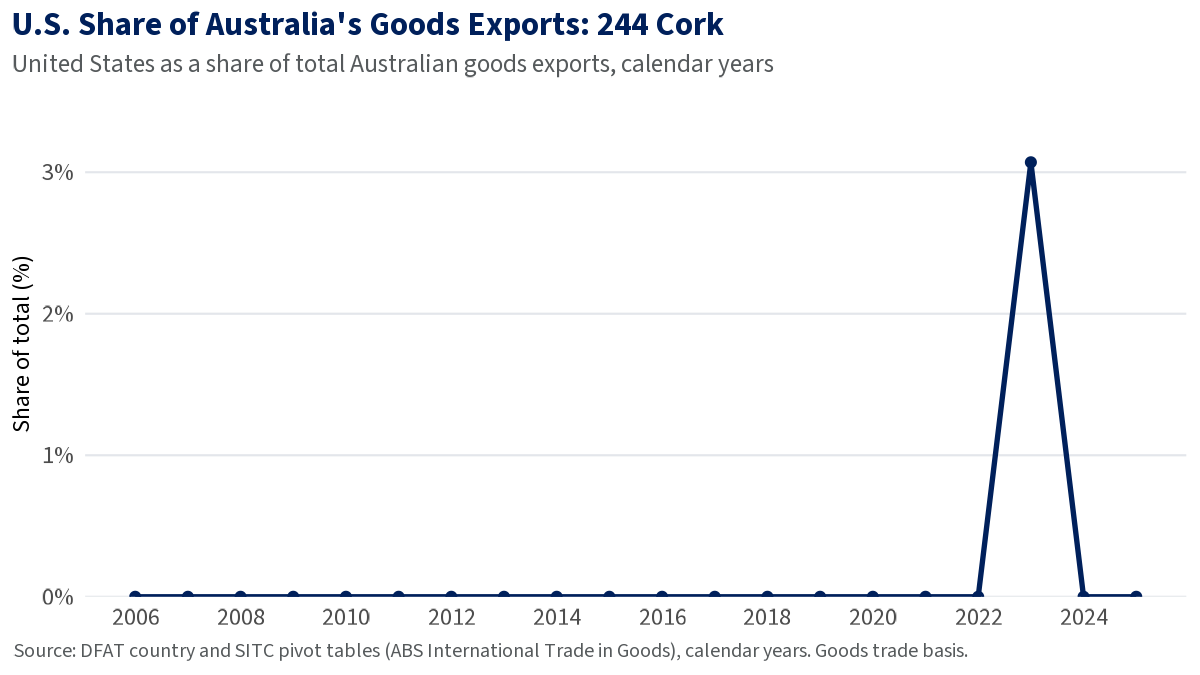 U.S. Share of Australia's Goods Exports: 244 Cork
United States as a share of total Australian goods exports, calendar years
Share of total (%)
3%
2%
1%
0%
2006 2008 2010 2012 2014 2016 2018 2020 2022 2024
Source: DFAT country and SITC pivot tables (ABS International Trade in Goods), calendar years. Goods trade basis.